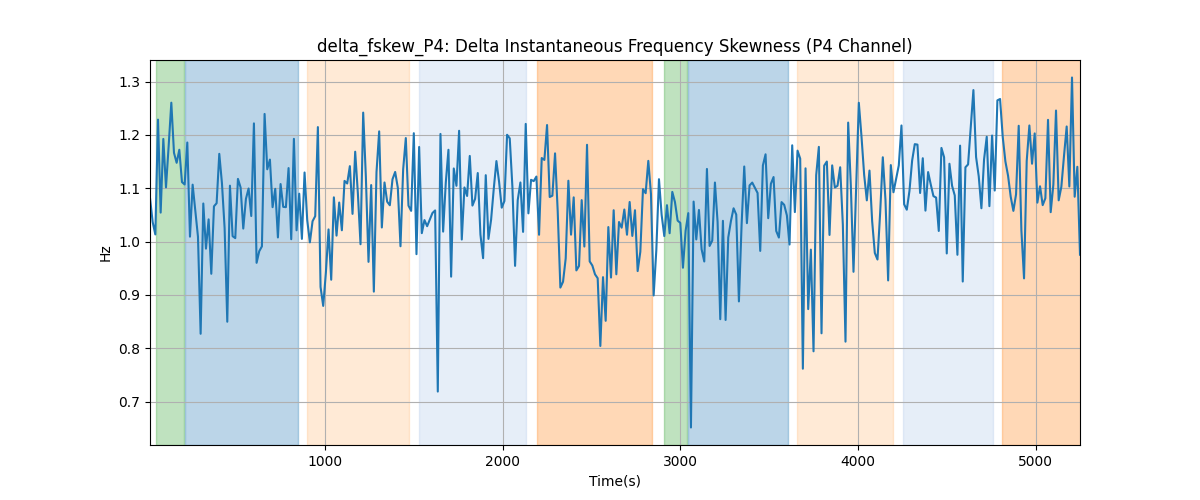 delta_fskew_P4: Delta Instantaneous Frequency Skewness (P4 Channel)
1.3
1.2
1.1
1.0
0.9
0.8
0.7
Hz
1000 2000 3000 4000 5000
Time(s)